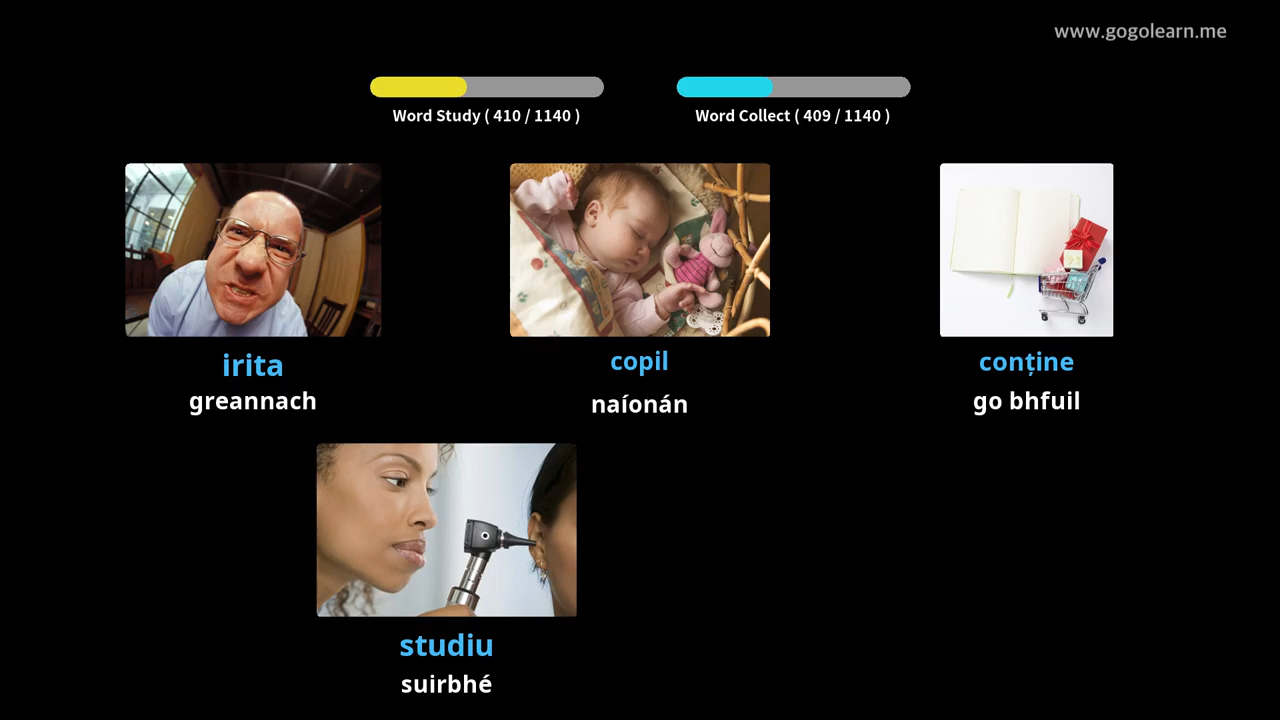 www.gogolearn.me
Word Study ( 410 / 1140 )
Word Collect ( 409 / 1140 )
irita
greannach
copil
naíonán
conține
go bhfuil
studiu
suirbhé